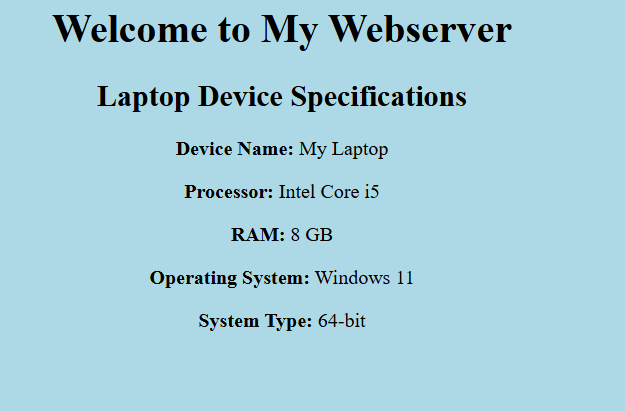 Welcome to My Webserver
Laptop Device Specifications
Device Name: My Laptop
Processor: Intel Core i5
RAM: 8 GB
Operating System: Windows 11
System Type: 64-bit